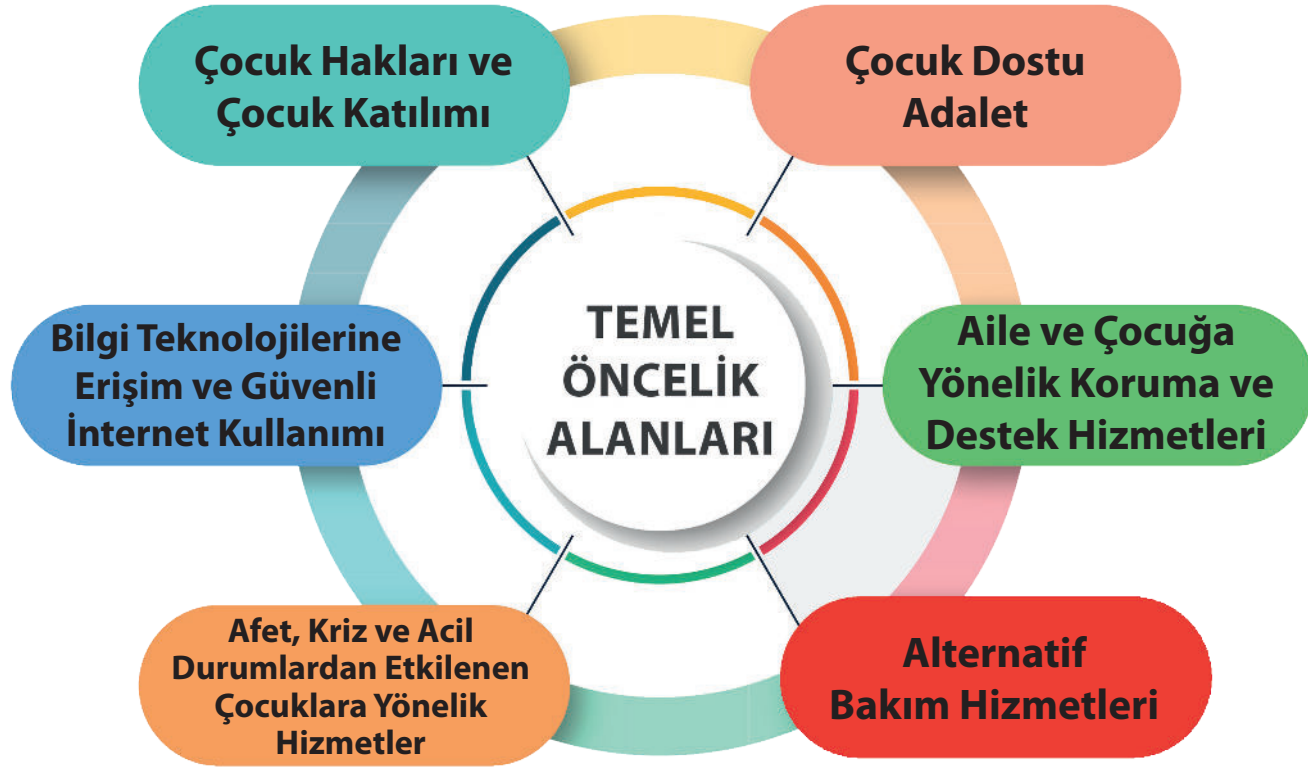 Çocuk Hakları ve
Çocuk Katılımı
Çocuk Dostu
Adalet
Bilgi Teknolojilerine
Erişim ve Güvenli
İnternet Kullanımı
TEMEL
ÖNCELİK
ALANLARI
Aile ve Çocuğa
Yönelik Koruma ve
Destek Hizmetleri
Afet, Kriz ve Acil
Durumlardan Etkilenen
Çocuklara Yönelik
Hizmetler
Alternatif
Bakım Hizmetleri